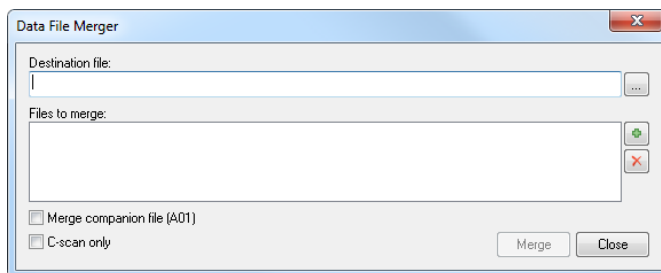 Data File Merger
Destination file:
...
Files to merge:
Merge companion file (A01)
C-scan only
Merge
Close